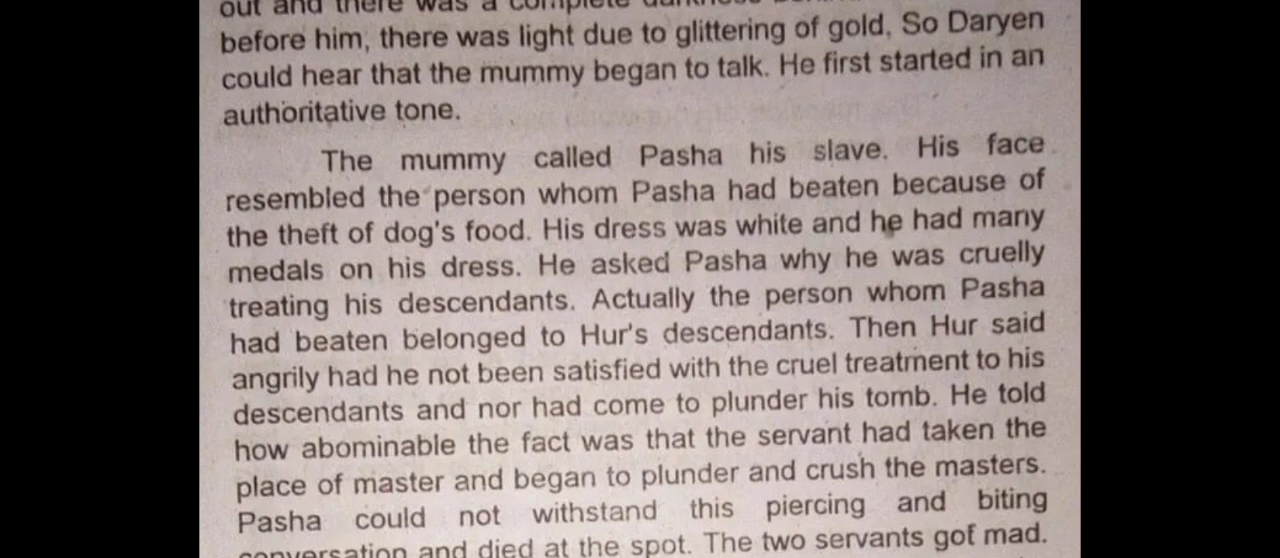 out and there was a complete darkness
before him, there was light due to glittering of gold, So Daryen
could hear that the mummy began to talk. He first started in an
authoritative tone.
The mummy called Pasha his slave. His face
resembled the person whom Pasha had beaten because of
the theft of dog's food. His dress was white and he had many
medals on his dress. He asked Pasha why he was cruelly
treating his descendants. Actually the person whom Pasha
had beaten belonged to Hur's descendants. Then Hur said
angrily had he not been satisfied with the cruel treatment to his
descendants and nor had come to plunder his tomb. He told
how abominable the fact was that the servant had taken the
place of master and began to plunder and crush the masters.
Pasha could not withstand this piercing and biting
conversation and died at the spot. The two servants gof mad.